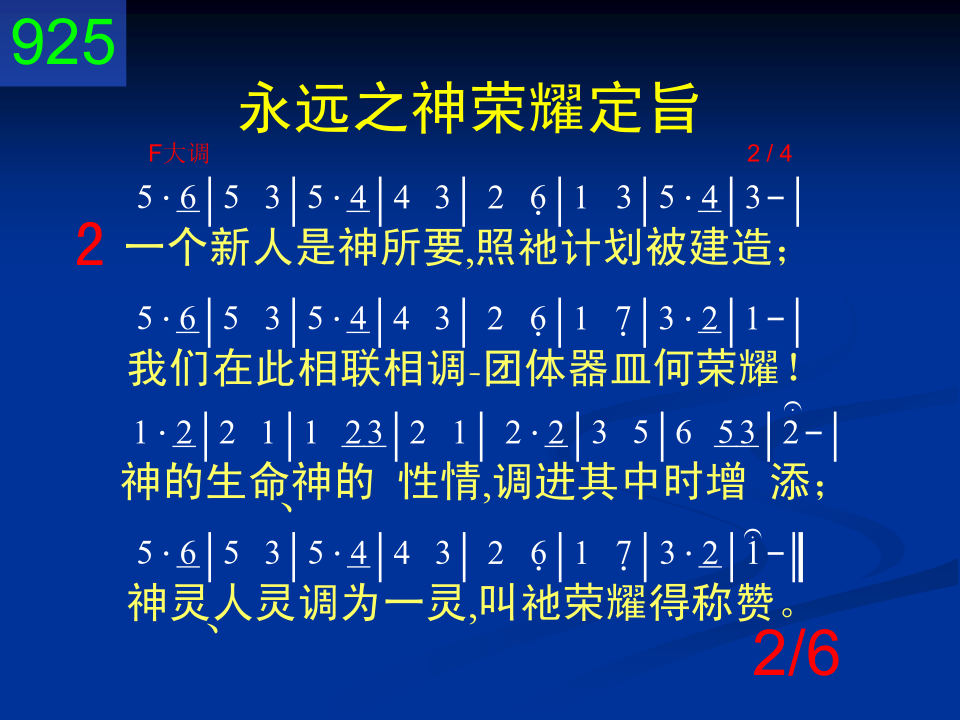 925
永远之神荣耀定旨
F大调 2 / 4
5 · 6 | 5 3 | 5 · 4 | 4 3 | 2 6̣ | 1 3 | 5 · 4 | 3 - |
2 一个新人是神所要,照祂计划被建造;
5 · 6 | 5 3 | 5 · 4 | 4 3 | 2 6̣ | 1 7̣ | 3 · 2 | 1 - |
我们在此相联相调-团体器皿何荣耀!
1 · 2 | 2 1 | 1 2 3 | 2 1 | 2 · 2 | 3 5 | 6 5 3 | 2 - |
神的生命、神的 性情,调进其中时增 添;
5 · 6 | 5 3 | 5 · 4 | 4 3 | 2 6̣ | 1 7̣ | 3 · 2 | 1 - ‖
神灵、人灵调为一灵,叫祂荣耀得称赞。
2/6